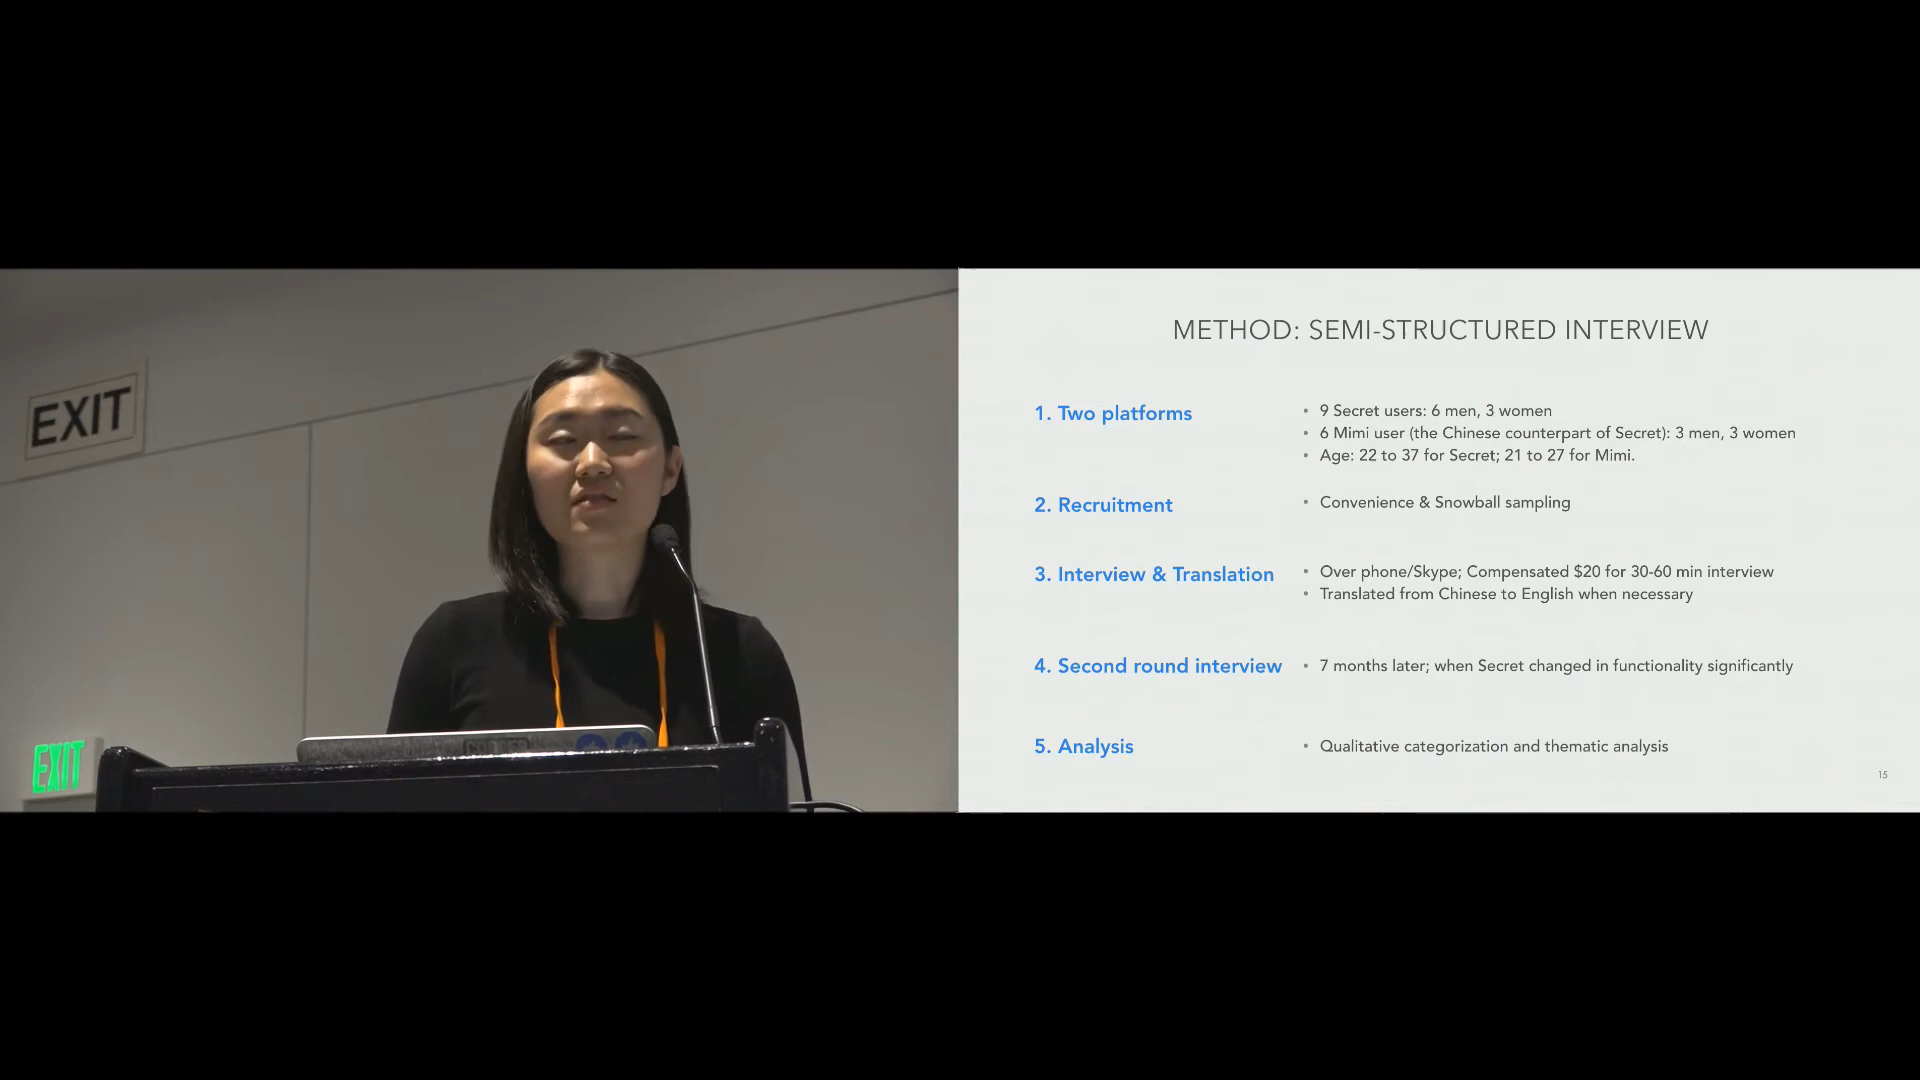 EXIT
EXIT
METHOD: SEMI-STRUCTURED INTERVIEW
1. Two platforms
• 9 Secret users: 6 men, 3 women
• 6 Mimi user (the Chinese counterpart of Secret): 3 men, 3 women
• Age: 22 to 37 for Secret; 21 to 27 for Mimi.
2. Recruitment
• Convenience & Snowball sampling
3. Interview & Translation
• Over phone/Skype; Compensated $20 for 30-60 min interview
• Translated from Chinese to English when necessary
4. Second round interview
• 7 months later; when Secret changed in functionality significantly
5. Analysis
• Qualitative categorization and thematic analysis
15